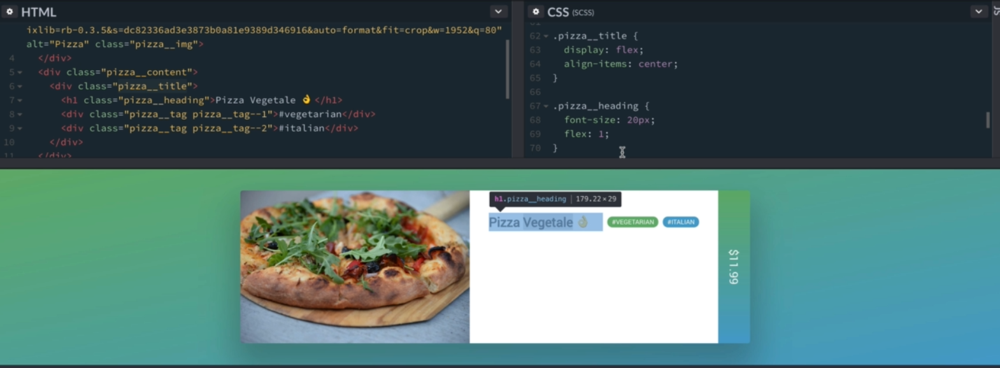 HTML
ixlib=rb-0.3.5&s=dc82336ad3e3873b0a81e9389d346916&auto=format&fit=crop&w=1952&q=80"
alt="Pizza" class="pizza__img">
4 </div>
5 <div class="pizza__content">
6 <div class="pizza__title">
7 <h1 class="pizza__heading">Pizza Vegetale 👌 </h1>
8 <div class="pizza__tag pizza__tag--1">#vegetarian</div>
9 <div class="pizza__tag pizza__tag--2">#italian</div>
10 </div>
11 </div>
CSS (SCSS)
61
62 .pizza__title {
63 display: flex;
64 align-items: center;
65 }
66
67 .pizza__heading {
68 font-size: 20px;
69 flex: 1;
70 }
JS
h1.pizza__heading | 179.22×29
Pizza Vegetale 👌 #VEGETARIAN #ITALIAN
$11.99